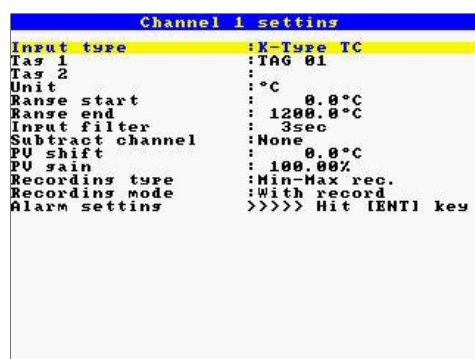 Channel 1 setting
Input type :K-Type TC
Tag 1 :TAG 01
Tag 2 :
Unit :°C
Range start : 0.0°C
Range end : 1200.0°C
Input filter : 3sec
Subtract channel :None
PV shift : 0.0°C
PV gain : 100.00%
Recording type :Min-Max rec.
Recording mode :With record
Alarm setting >>>>> Hit [ENT] key